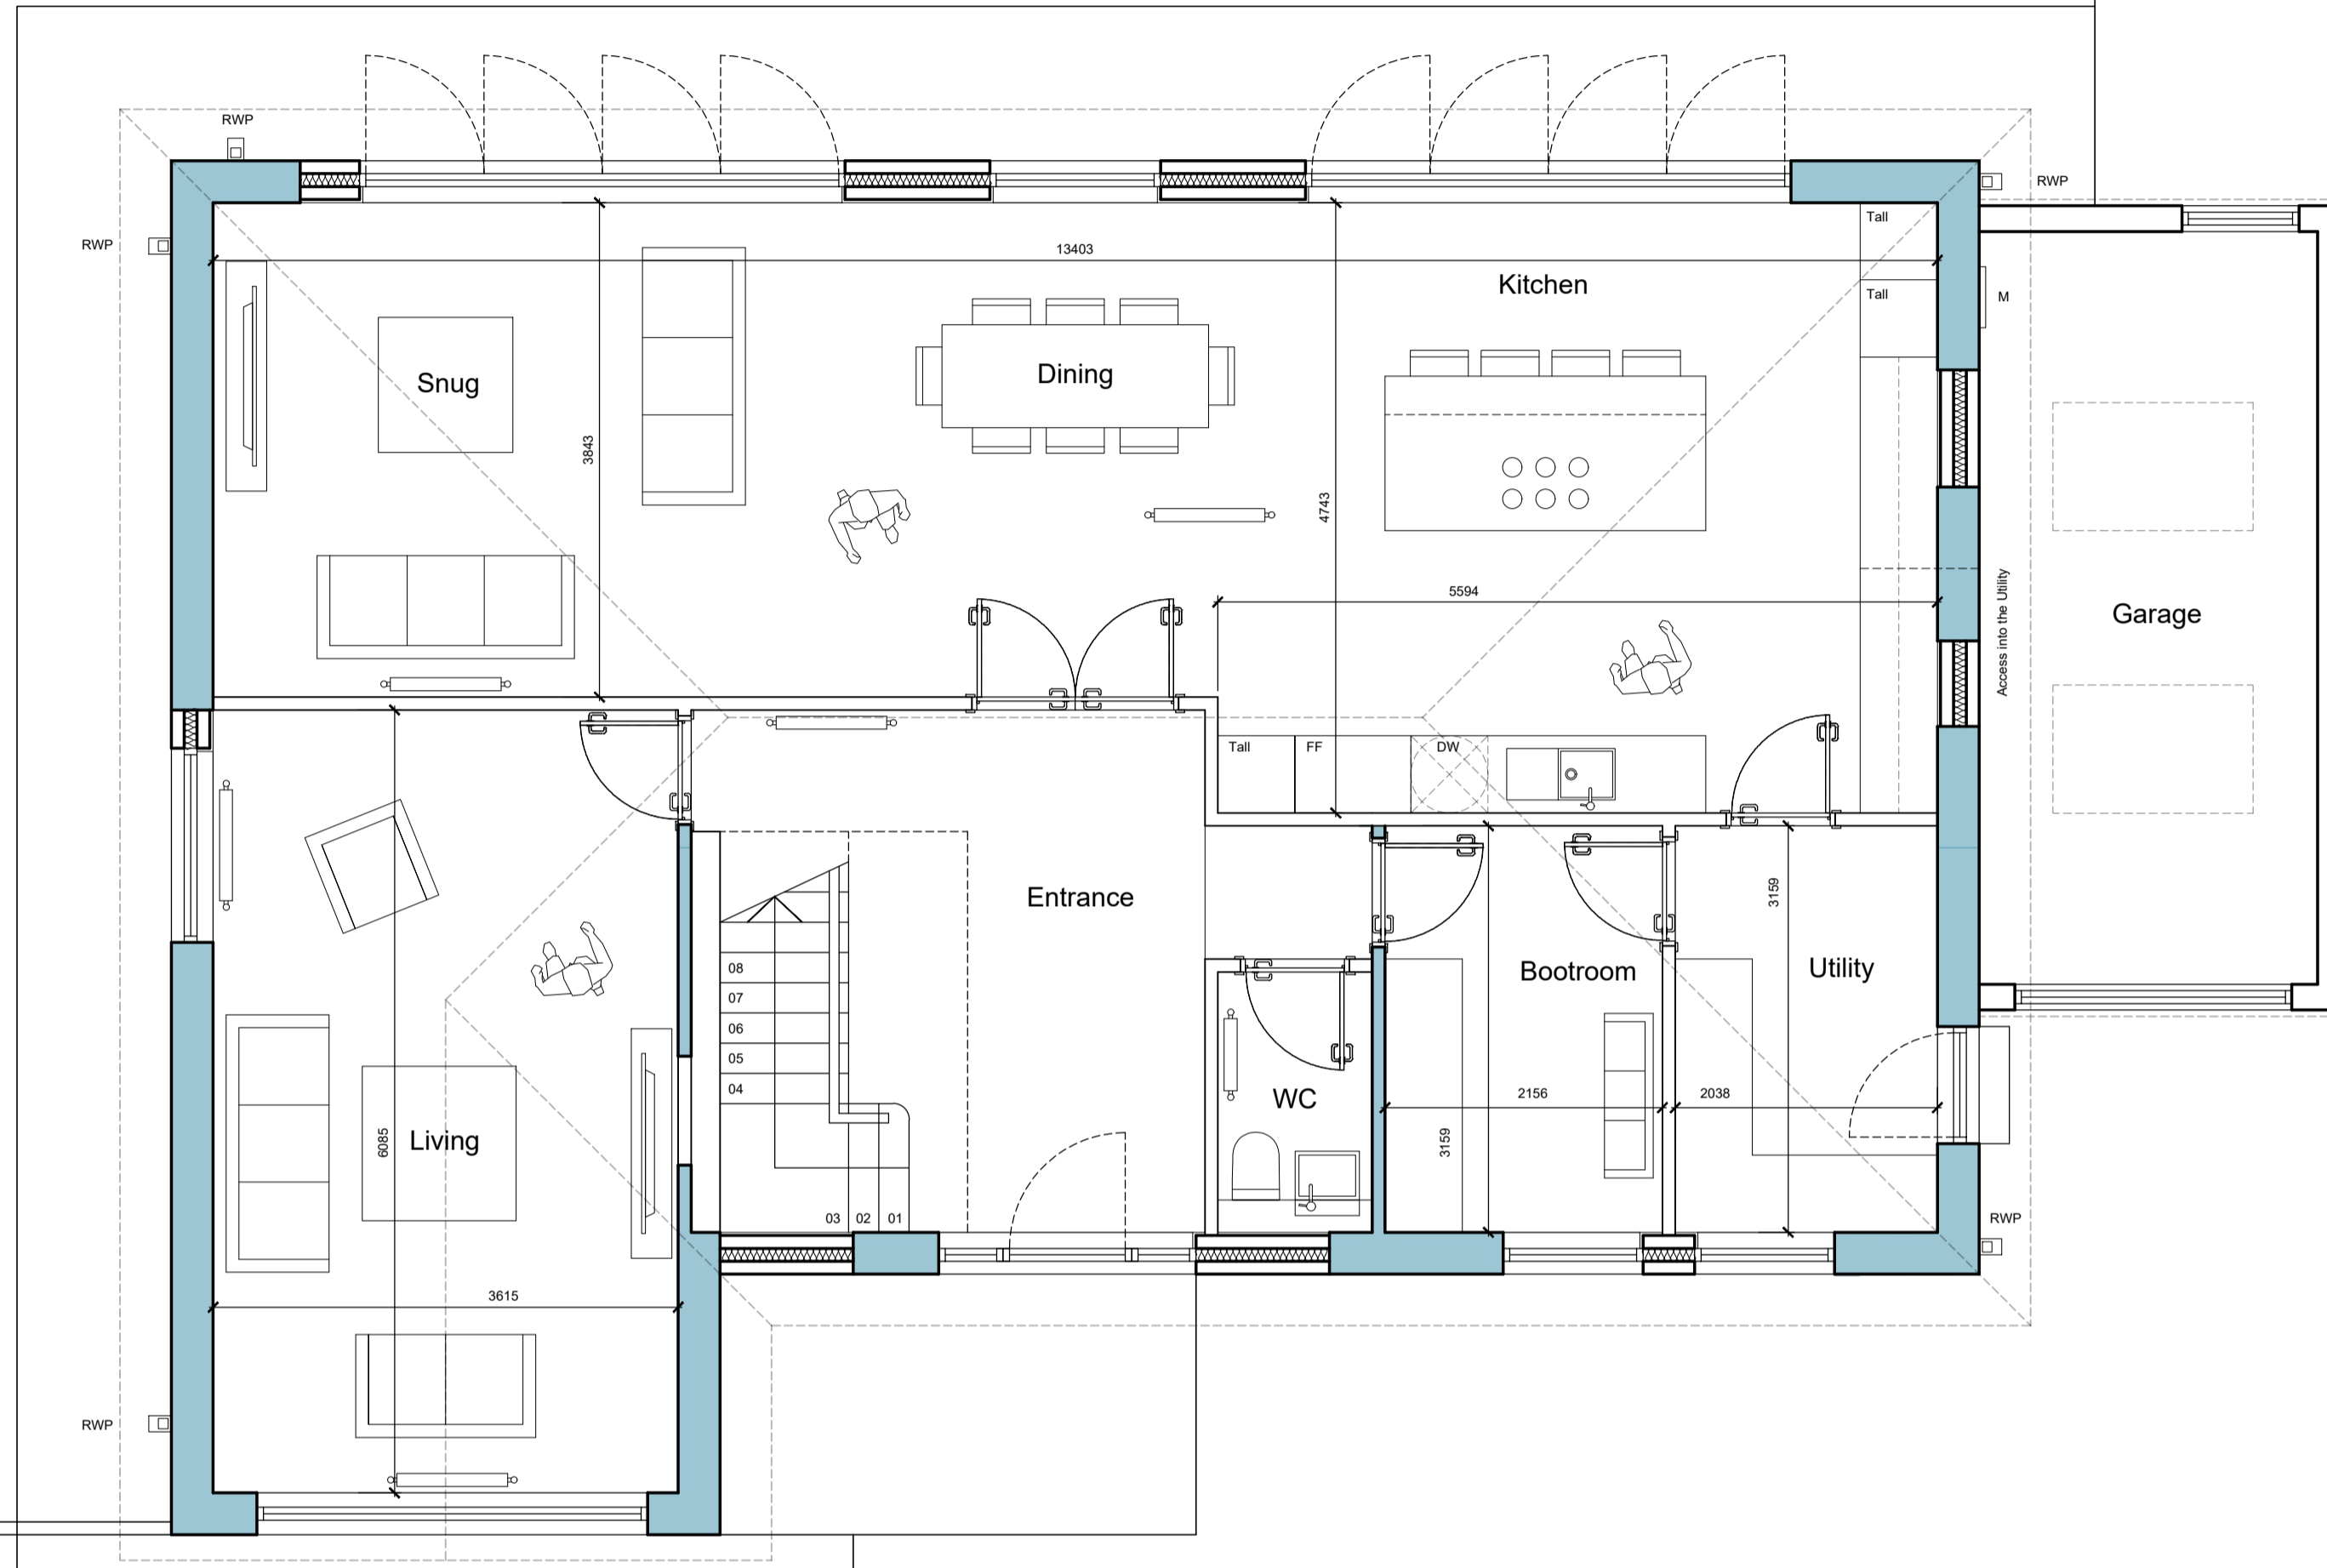 RWP
RWP
RWP
Tall
13403
Kitchen
Tall
M
Snug
Dining
3843
4743
5594
Access into the Utility
Garage
Tall
FF
DW
Entrance
3159
08
Bootroom
Utility
07
06
05
04
WC
2156
2038
6085
Living
3159
03
02
01
RWP
3615
RWP